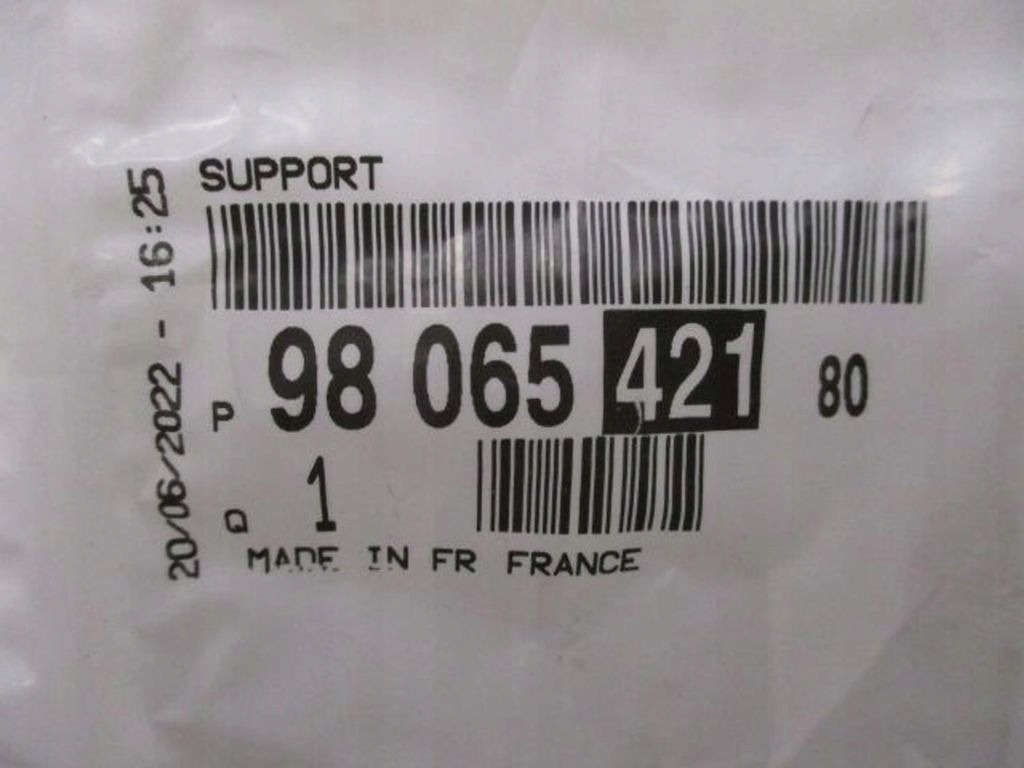 SUPPORT
P 98 065 421 80
Q 1
MADE IN FR FRANCE
20/06/2022 - 16:25